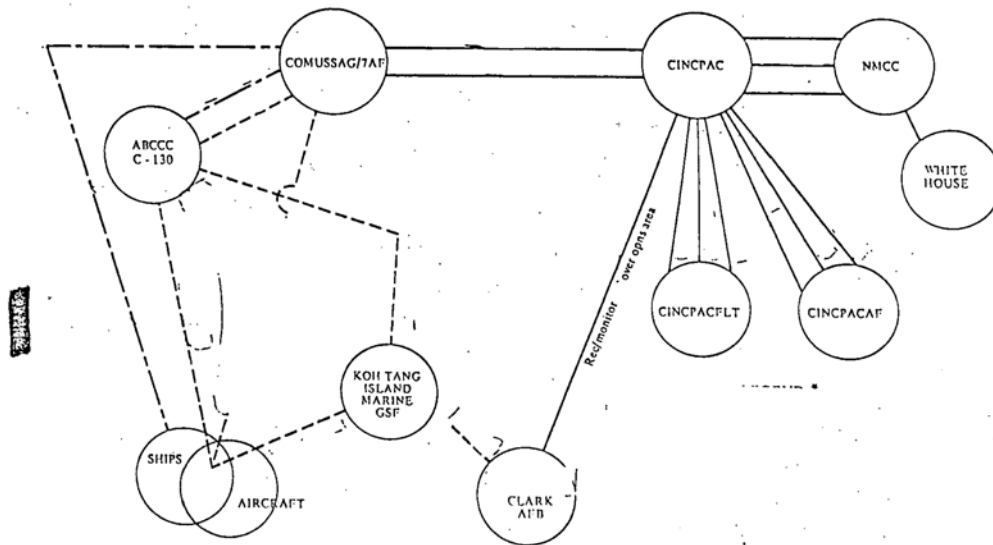 COMUSSAG/7AF
CINCPAC
NMCC
ABCCC
C - 130
WHITE
HOUSE
Rec/monitor over opns area
CINCPACFLT
CINCPACAF
KOH TANG
ISLAND
MARINE
GSF
SHIPS
AIRCRAFT
CLARK
AFB